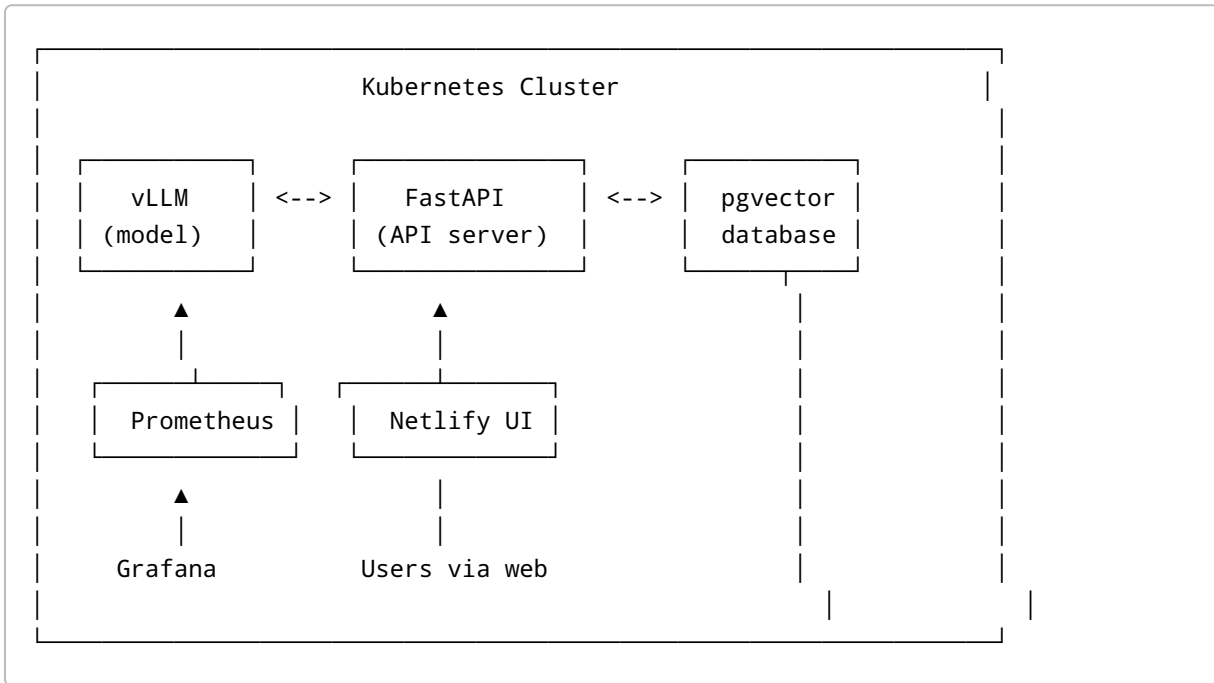 Kubernetes Cluster
vLLM <--> FastAPI <--> pgvector
(model) (API server) database
Prometheus Netlify UI
Grafana Users via web